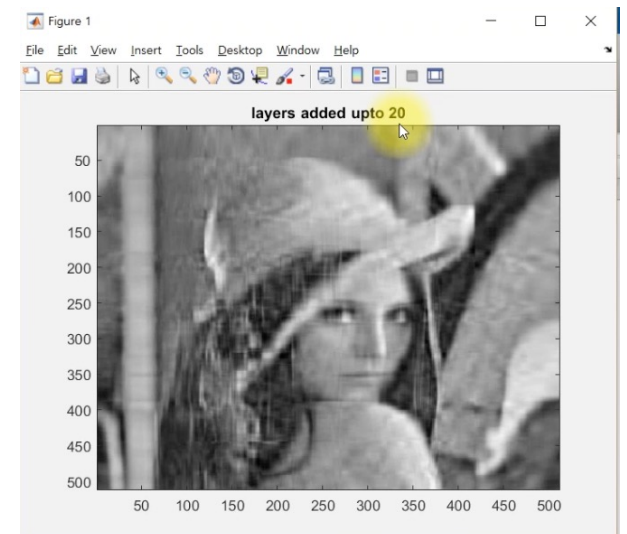 Figure 1
File Edit View Insert Tools Desktop Window Help
layers added upto 20
50
100
150
200
250
300
350
400
450
500
50 100 150 200 250 300 350 400 450 500